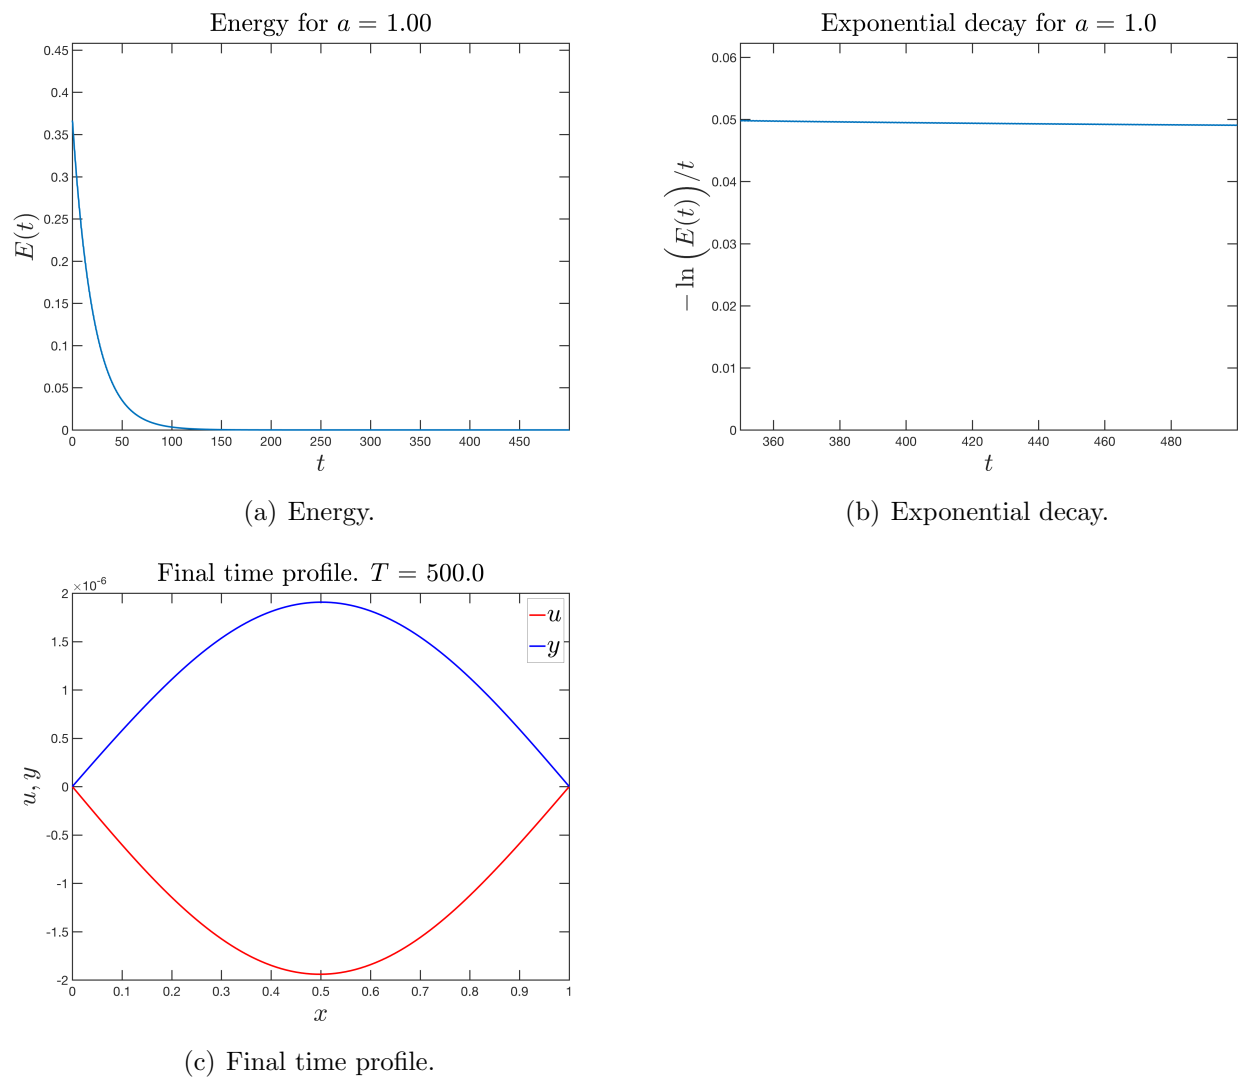 Energy for a = 1.00
E(t)
0.45
0.4
0.35
0.3
0.25
0.2
0.15
0.1
0.05
0
0 50 100 150 200 250 300 350 400 450
t
(a) Energy.
Exponential decay for a = 1.0
− ln (E(t))/t
0.06
0.05
0.04
0.03
0.02
0.01
0
360 380 400 420 440 460 480
t
(b) Exponential decay.
Final time profile. T = 500.0
×10-6
u, y
2
1.5
1
0.5
0
-0.5
-1
-1.5
-2
u
y
0 0.1 0.2 0.3 0.4 0.5 0.6 0.7 0.8 0.9 1
x
(c) Final time profile.